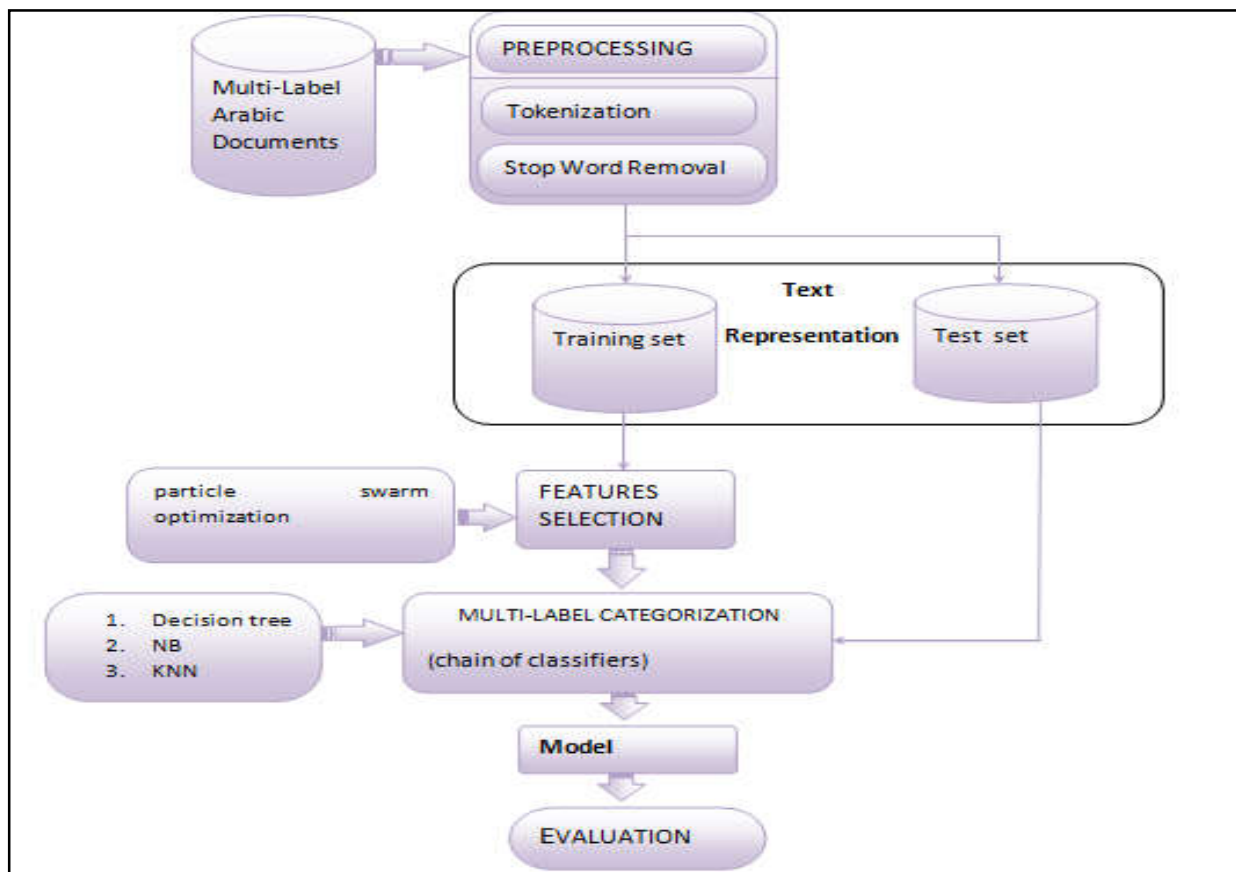 PREPROCESSING
Multi-Label
Arabic
Documents
Tokenization
Stop Word Removal
Text
Representation
Training set
Test set
particle swarm
optimization
FEATURES
SELECTION
1. Decision tree
2. NB
3. KNN
MULTI-LABEL CATEGORIZATION
(chain of classifiers)
Model
EVALUATION